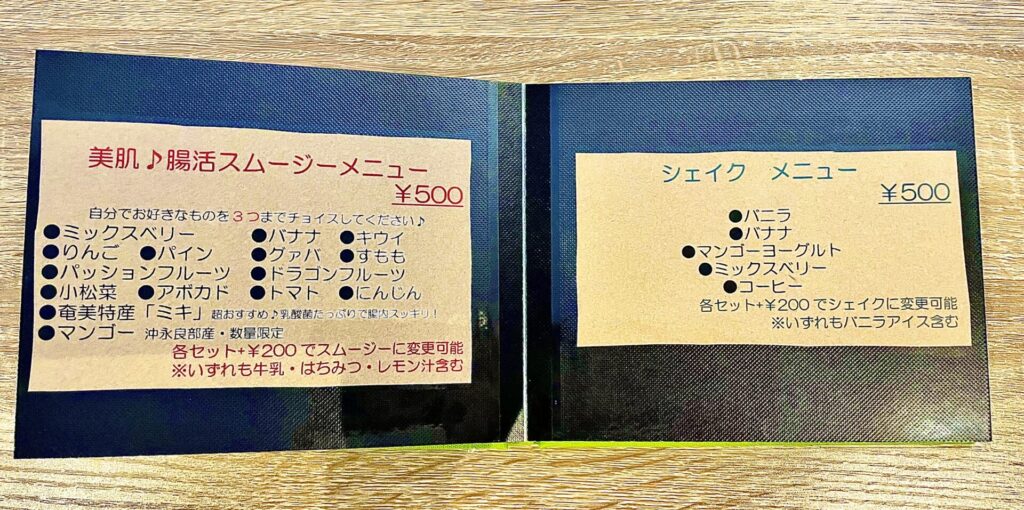 美肌♪腸活スムージーメニュー
￥500
自分でお好きなものを３つまでチョイスしてください♪
●ミックスベリー ●バナナ ●キウイ
●りんご ●パイン ●グァバ ●すもも
●パッションフルーツ ●ドラゴンフルーツ
●小松菜 ●アボカド ●トマト ●にんじん
●奄美特産「ミキ」超おすすめ♪乳酸菌たっぷりで腸内スッキリ！
●マンゴー 沖永良部産・数量限定
各セット+￥200でスムージーに変更可能
※いずれも牛乳・はちみつ・レモン汁含む
シェイク メニュー
￥500
●バニラ
●バナナ
●マンゴーヨーグルト
●ミックスベリー
●コーヒー
各セット+￥200でシェイクに変更可能
※いずれもバニラアイス含む